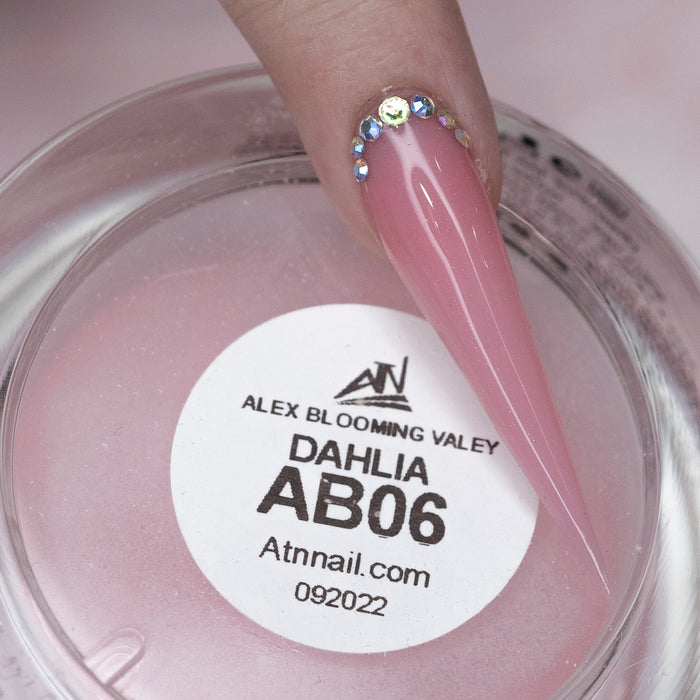 ATN
ALEX BLOOMING VALEY
DAHLIA
AB06
Atnnail.com
092022